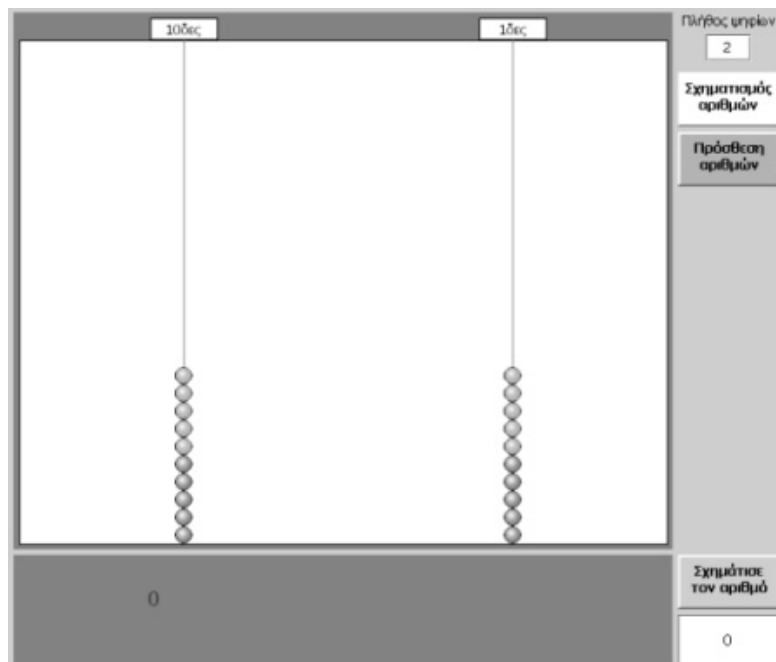 10δες
1δες
Πλήθος ψηφίων
2
Σχηματισμός
αριθμών
Πρόσθεση
αριθμών
0
Σχημάτισε
τον αριθμό
0